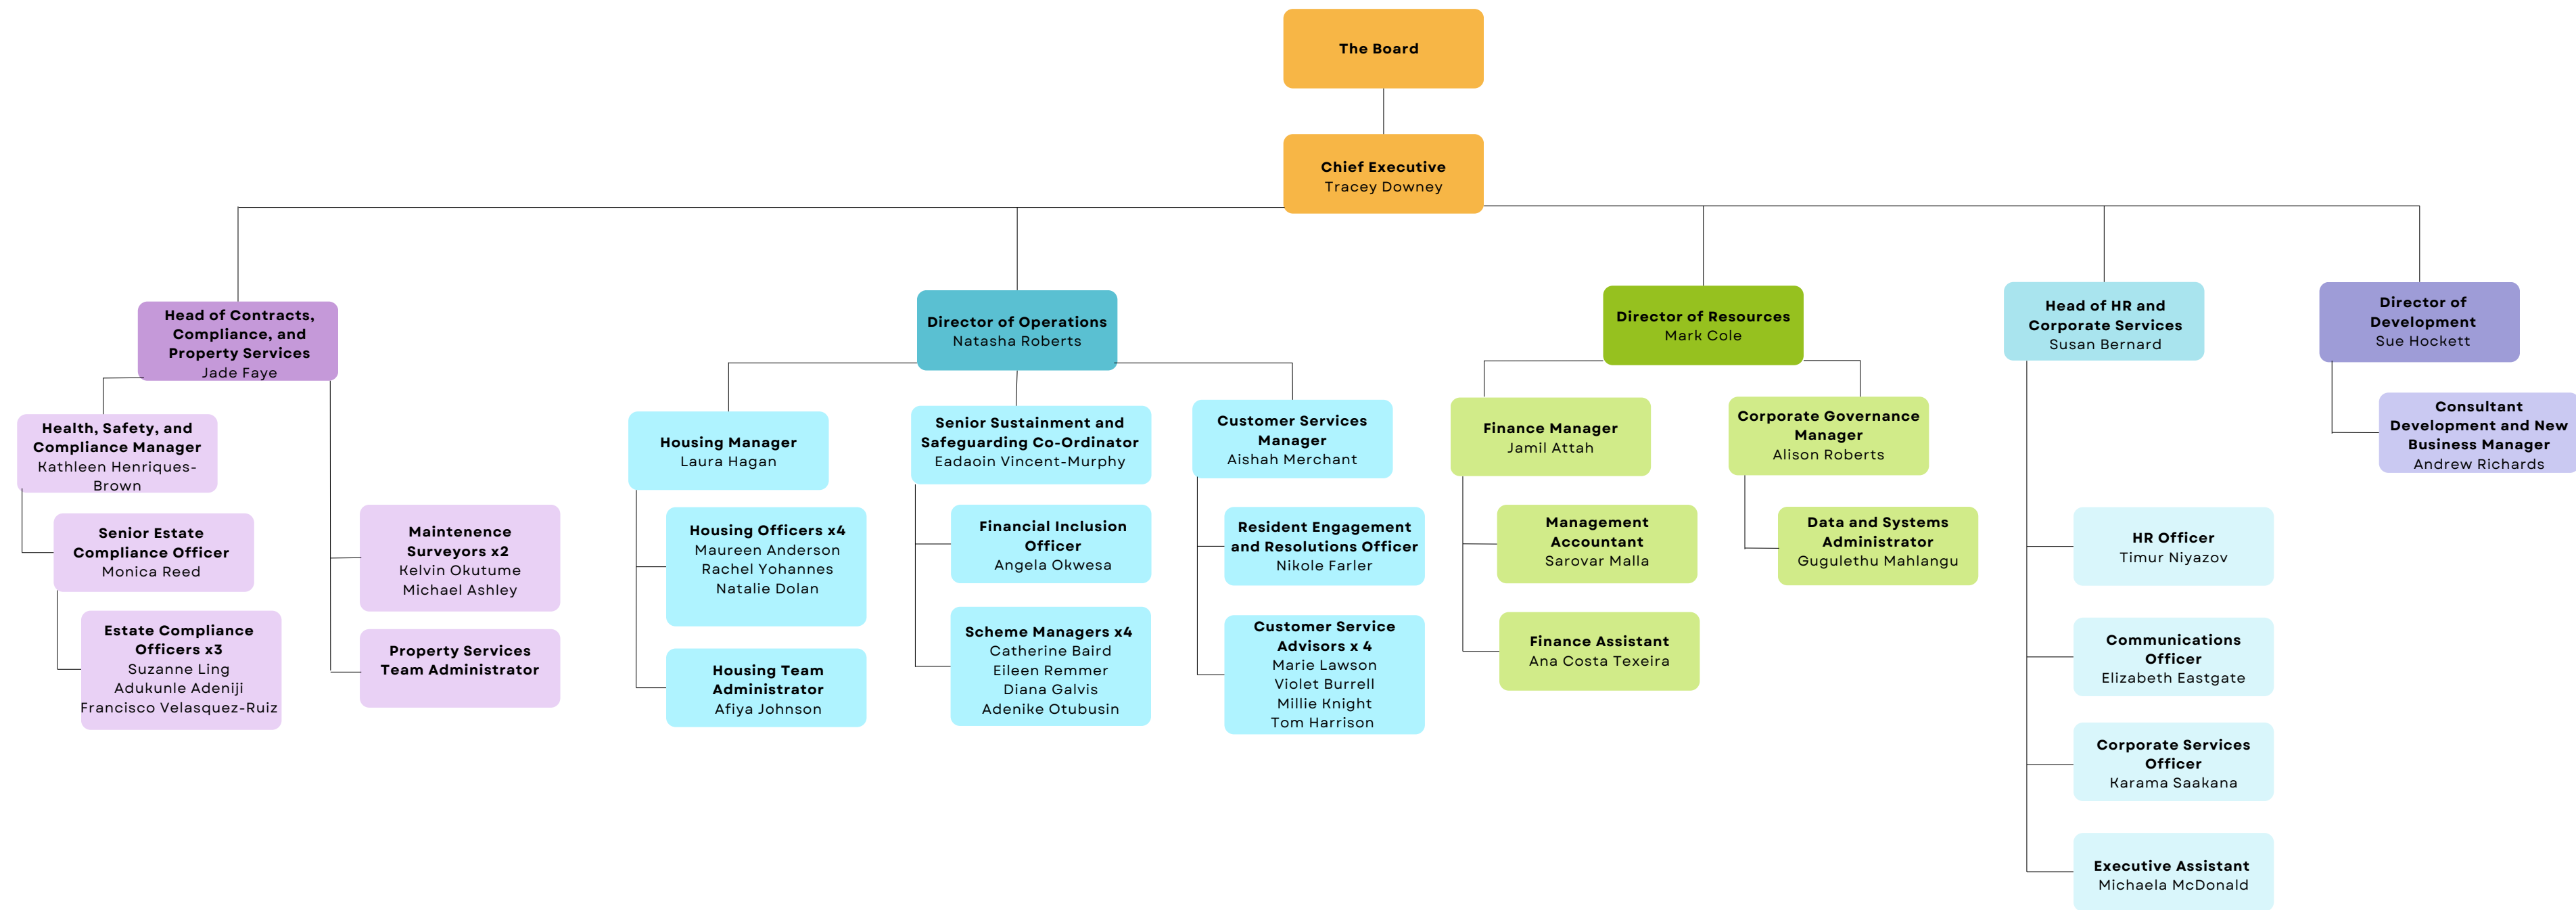 The Board
Chief Executive
Tracey Downey
Head of Contracts,
Compliance, and
Property Services
Jade Faye
Health, Safety, and
Compliance Manager
Kathleen Henriques-
Brown
Senior Estate
Compliance Officer
Monica Reed
Estate Compliance
Officers x3
Suzanne Ling
Adukunle Adeniji
Francisco Velasquez-Ruiz
Maintenence
Surveyors x2
Kelvin Okutume
Michael Ashley
Property Services
Team Administrator
Director of Operations
Natasha Roberts
Housing Manager
Laura Hagan
Housing Officers x4
Maureen Anderson
Rachel Yohannes
Natalie Dolan
Housing Team
Administrator
Afiya Johnson
Senior Sustainment and
Safeguarding Co-Ordinator
Eadaoin Vincent-Murphy
Financial Inclusion
Officer
Angela Okwesa
Scheme Managers x4
Catherine Baird
Eileen Remmer
Diana Galvis
Adenike Otubusin
Customer Services
Manager
Aishah Merchant
Resident Engagement
and Resolutions Officer
Nikole Farler
Customer Service
Advisors x 4
Marie Lawson
Violet Burrell
Millie Knight
Tom Harrison
Director of Resources
Mark Cole
Finance Manager
Jamil Attah
Management
Accountant
Sarovar Malla
Finance Assistant
Ana Costa Texeira
Corporate Governance
Manager
Alison Roberts
Data and Systems
Administrator
Gugulethu Mahlangu
Head of HR and
Corporate Services
Susan Bernard
HR Officer
Timur Niyazov
Communications
Officer
Elizabeth Eastgate
Corporate Services
Officer
Karama Saakana
Executive Assistant
Michaela McDonald
Director of
Development
Sue Hockett
Consultant
Development and New
Business Manager
Andrew Richards